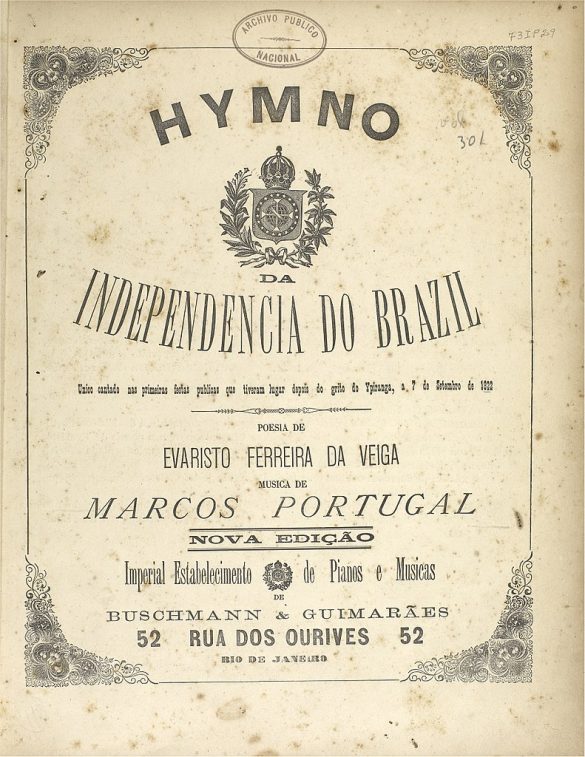 ARCHIVO PUBLICO
NACIONAL
73IP29
301
HYMNO
DA
INDEPENDENCIA DO BRAZIL
Unico cantado nas primeiras festas publicas que tiveram lugar depois do grito do Ypiranga, a 7 de Setembro de 1822
POESIA DE
EVARISTO FERREIRA DA VEIGA
MUSICA DE
MARCOS PORTUGAL
NOVA EDIÇÃO
Imperial Estabelecimento de Pianos e Musicas
DE
BUSCHMANN & GUIMARÃES
52 RUA DOS OURIVES 52
RIO DE JANEIRO